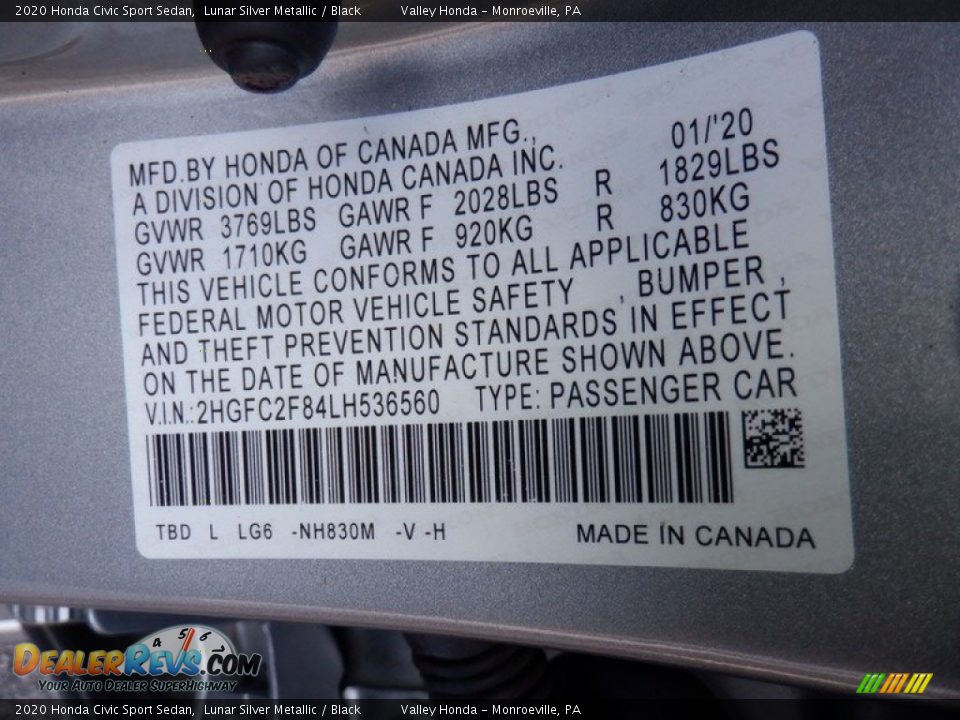 2020 Honda Civic Sport Sedan,  Lunar Silver Metallic / Black    Valley Honda - Monroeville, PA
MFD.BY HONDA OF CANADA MFG., 01/'20
A DIVISION OF HONDA CANADA INC.
GVWR 3769LBS GAWR F 2028LBS R 1829LBS
GVWR 1710KG GAWR F 920KG R 830KG
THIS VEHICLE CONFORMS TO ALL APPLICABLE
FEDERAL MOTOR VEHICLE SAFETY , BUMPER ,
AND THEFT PREVENTION STANDARDS IN EFFECT
ON THE DATE OF MANUFACTURE SHOWN ABOVE.
V.I.N.:2HGFC2F84LH536560 TYPE: PASSENGER CAR
TBD L LG6 -NH830M -V -H MADE IN CANADA
4 5 6
DEALERREVS.COM
YOUR AUTO DEALER SUPERHIGHWAY
2020 Honda Civic Sport Sedan,  Lunar Silver Metallic / Black    Valley Honda - Monroeville, PA